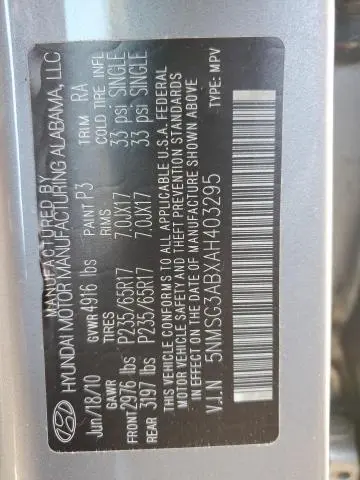 MANUFACTURED BY
HYUNDAI MOTOR MANUFACTURING ALABAMA, LLC
Jun/18/10 PAINT P3 TRIM RA
GVWR 4916 lbs
GAWR TIRES RIMS COLD TIRE INFL
FRONT 2976 lbs P235/65R17 7.0JX17 33 psi SINGLE
REAR 3197 lbs P235/65R17 7.0JX17 33 psi SINGLE
THIS VEHICLE CONFORMS TO ALL APPLICABLE U.S.A. FEDERAL
MOTOR VEHICLE SAFETY AND THEFT PREVENTION STANDARDS
IN EFFECT ON THE DATE OF MANUFACTURE SHOWN ABOVE.
V.I.N 5NMSG3ABXAH403295 TYPE: MPV